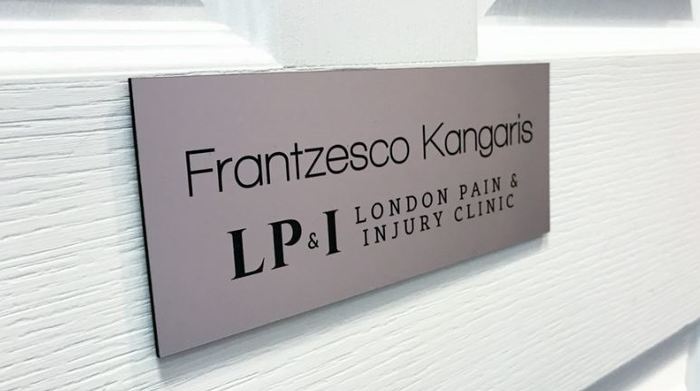 Frantzesco Kangaris
LP&I LONDON PAIN &
INJURY CLINIC